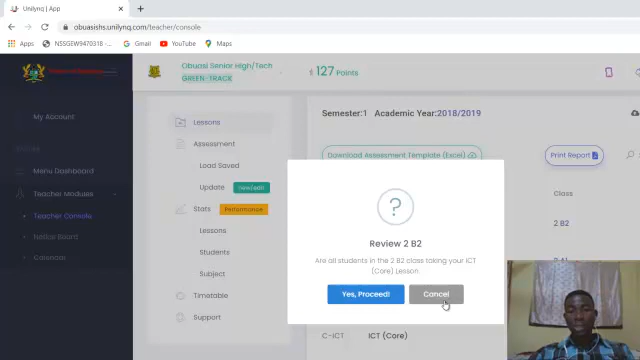 Unilynq | App
obuasishs.unilynq.com/teacher/console
Apps
NSSGEW9470318 - B...
Gmail
YouTube
Maps
Obuasi Senior High/Tech
GREEN-TRACK
127 Points
My Account
Menu Dashboard
Teacher Modules
Teacher Console
Notice Board
Calendar
Lessons
Assessment
Load Saved
Update
New/edit
Stats
Performance
Lessons
Students
Subject
Timetable
Support
Semester:1 Academic Year:2018/2019
Download Assessment Template (Excel)
Print Report
Class
2 B2
Review 2 B2
Are all students in the 2 B2 class taking your ICT
(Core) Lesson.
Yes, Proceed!
Cancel
C-ICT
ICT (Core)